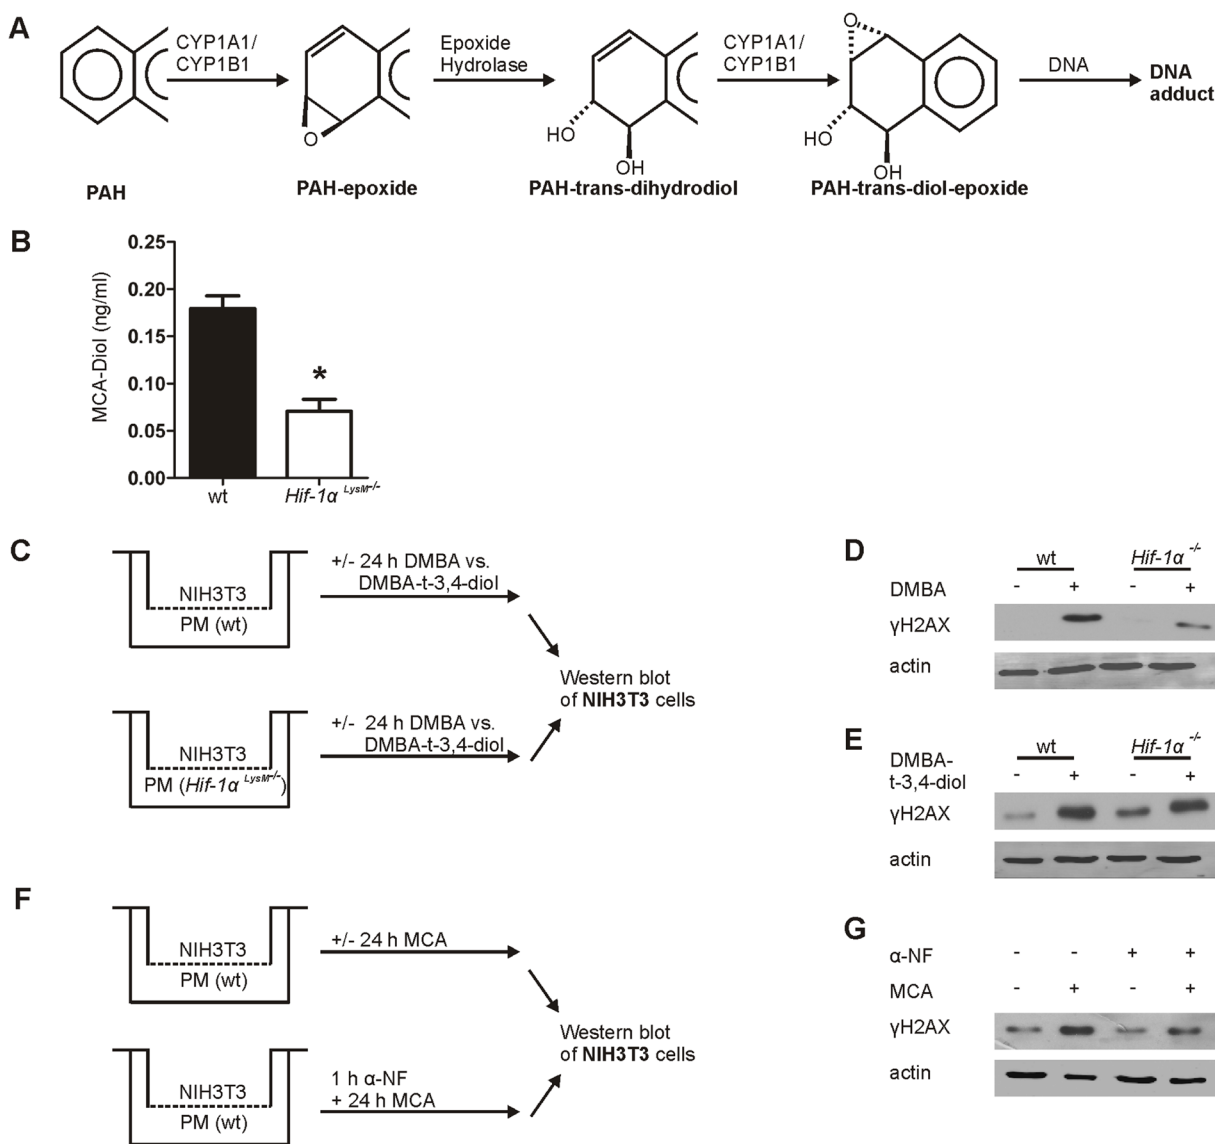 A
CYP1A1/
CYP1B1
Epoxide
Hydrolase
CYP1A1/
CYP1B1
DNA
DNA
adduct
O
HO
OH
O
HO
OH
PAH
PAH-epoxide
PAH-trans-dihydrodiol
PAH-trans-diol-epoxide
B
MCA-Diol (ng/ml)
0.25
0.20
0.15
0.10
0.05
0.00
*
wt
Hif-1α LysM-/-
C
NIH3T3
PM (wt)
+/- 24 h DMBA vs.
DMBA-t-3,4-diol
NIH3T3
PM (Hif-1α LysM-/-)
+/- 24 h DMBA vs.
DMBA-t-3,4-diol
Western blot
of NIH3T3 cells
D
wt
Hif-1α -/-
DMBA - + - +
γH2AX
actin
E
wt
Hif-1α -/-
DMBA-
t-3,4-diol - + - +
γH2AX
actin
F
NIH3T3
PM (wt)
+/- 24 h MCA
NIH3T3
PM (wt)
1 h α-NF
+ 24 h MCA
Western blot
of NIH3T3 cells
G
α-NF - - + +
MCA - + - +
γH2AX
actin